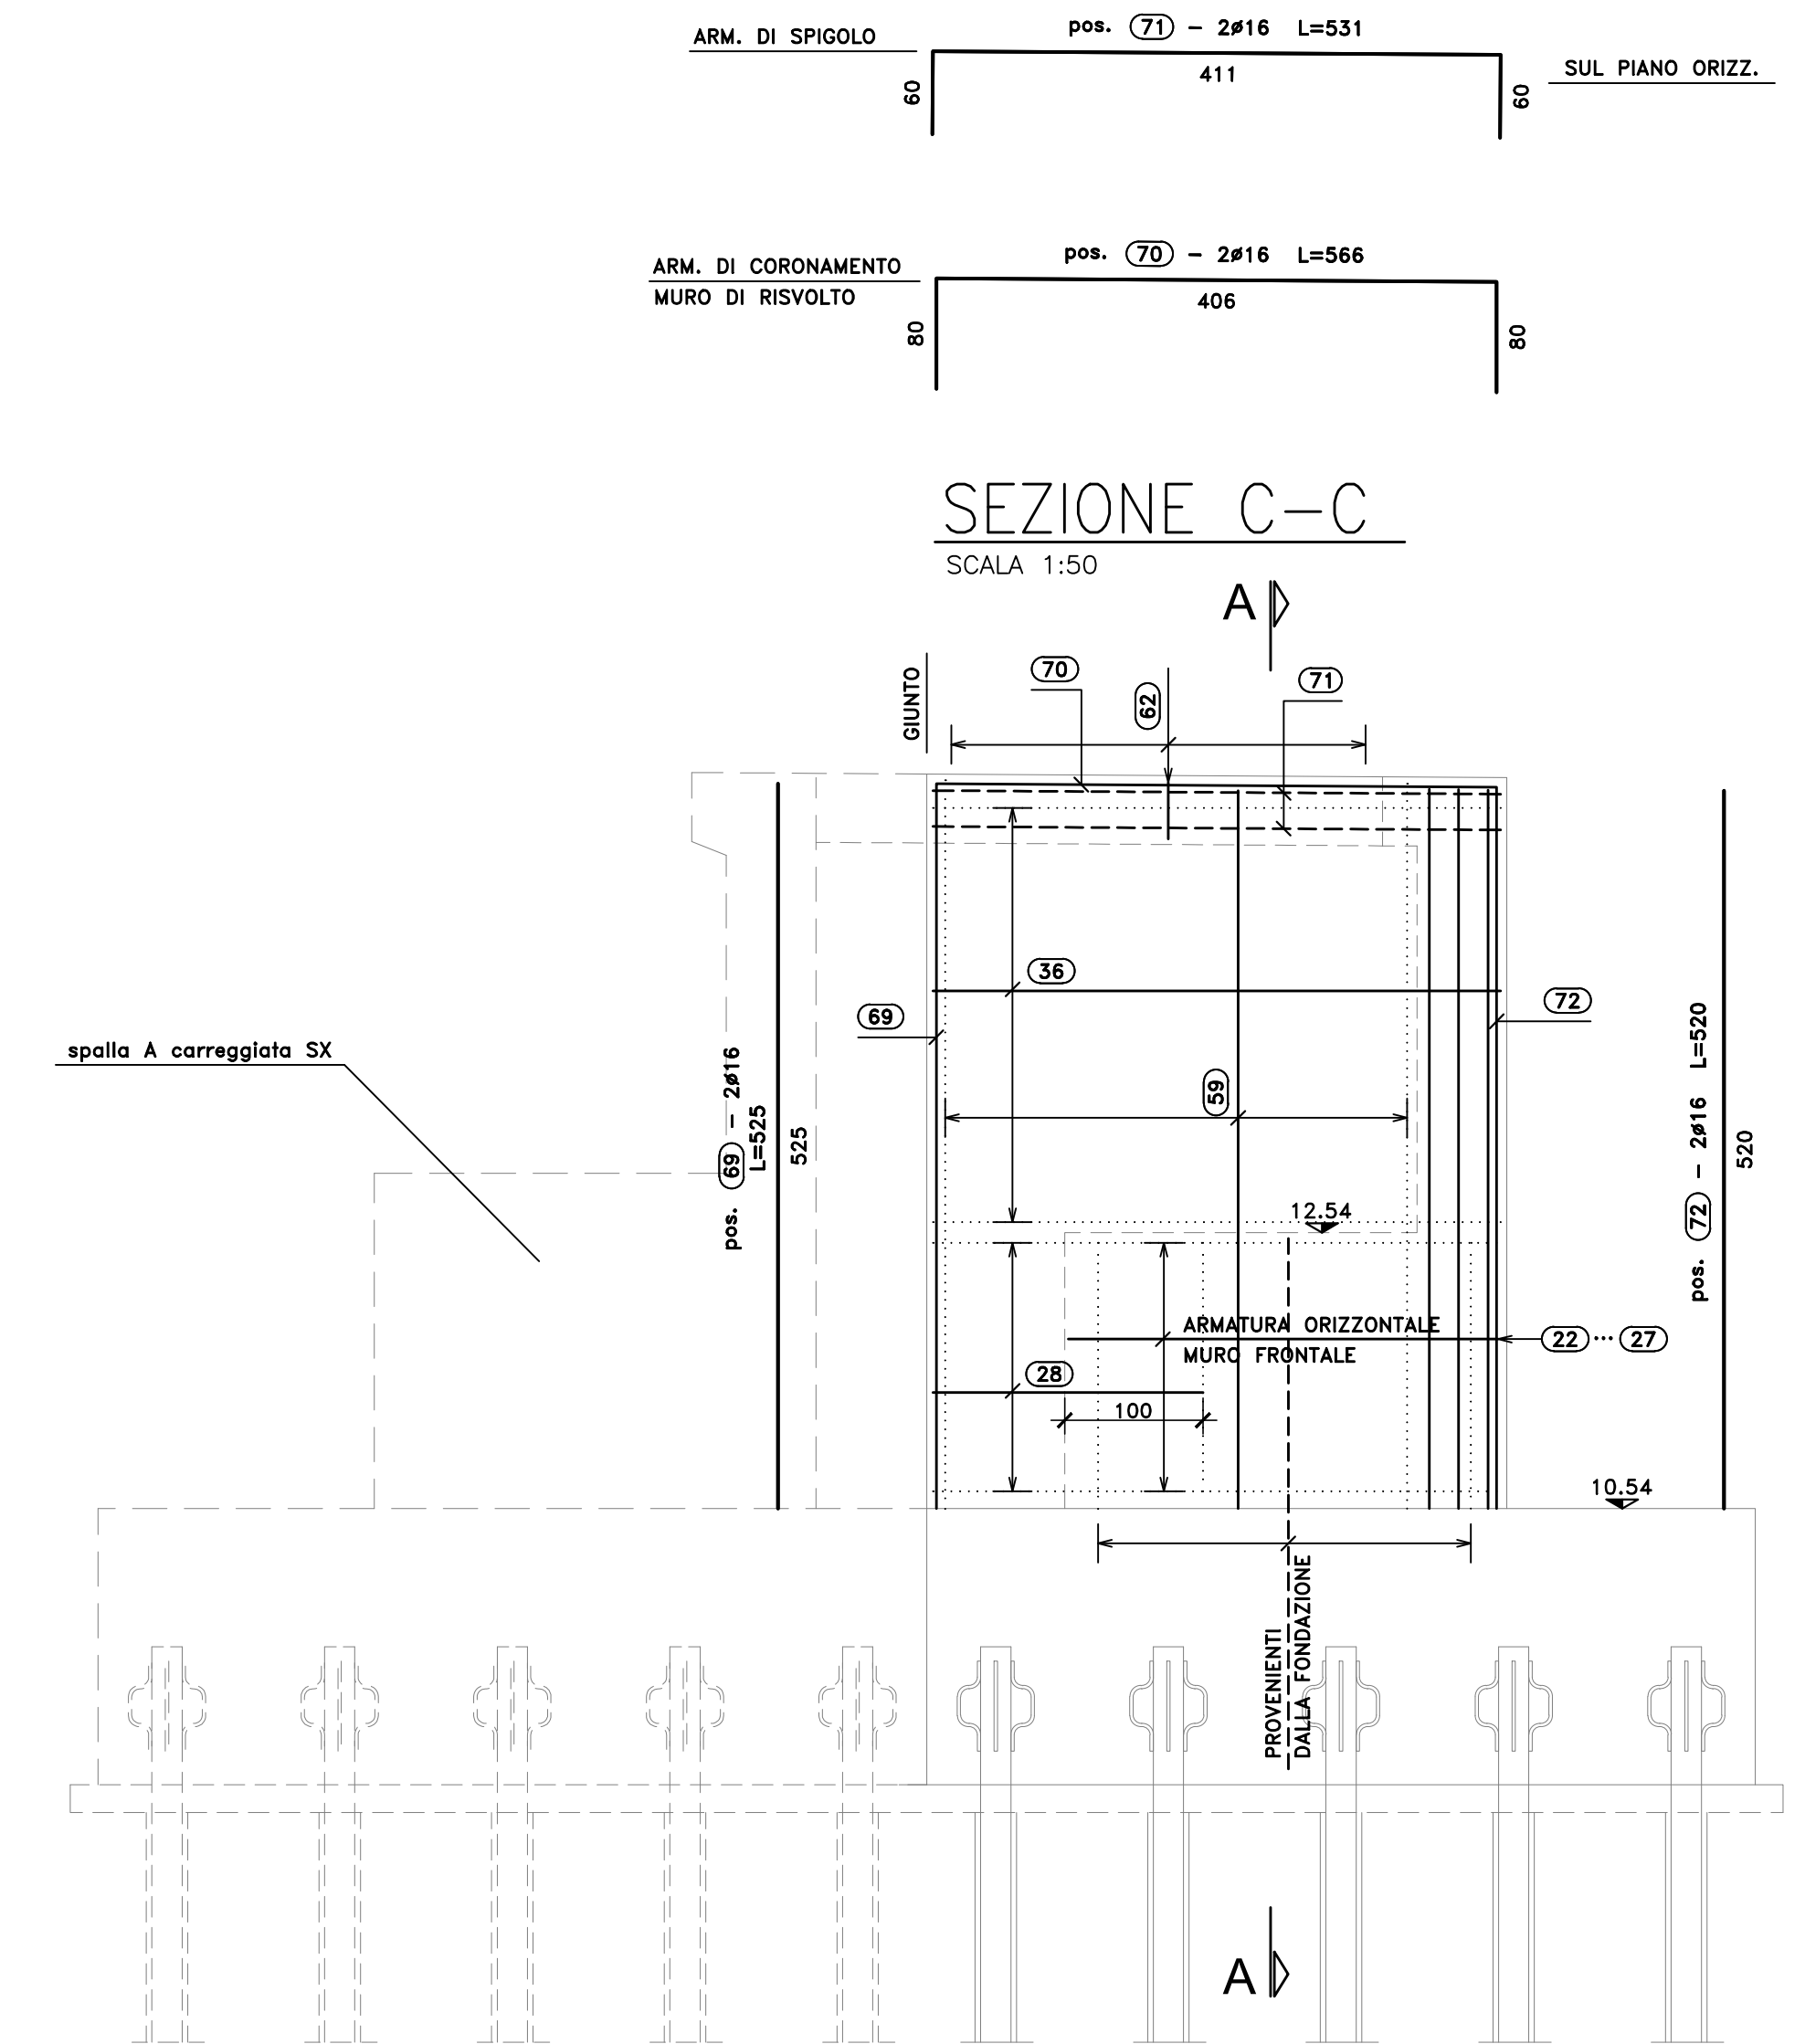 pos. 71 – 2ø16 L=531
ARM. DI SPIGOLO
411
SUL PIANO ORIZZ.
60
60
pos. 70 – 2ø16 L=566
ARM. DI CORONAMENTO
MURO DI RISVOLTO
406
80
80
SEZIONE C–C
SCALA 1:50
A
GIUNTO
70
62
71
36
69
72
59
spalla A carreggiata SX
pos. 69 – 2ø16
L=525
525
pos. 72 – 2ø16 L=520
520
12.54
ARMATURA ORIZZONTALE
MURO FRONTALE
22 ... 27
28
100
10.54
PROVENIENTI
DALLA FONDAZIONE
A